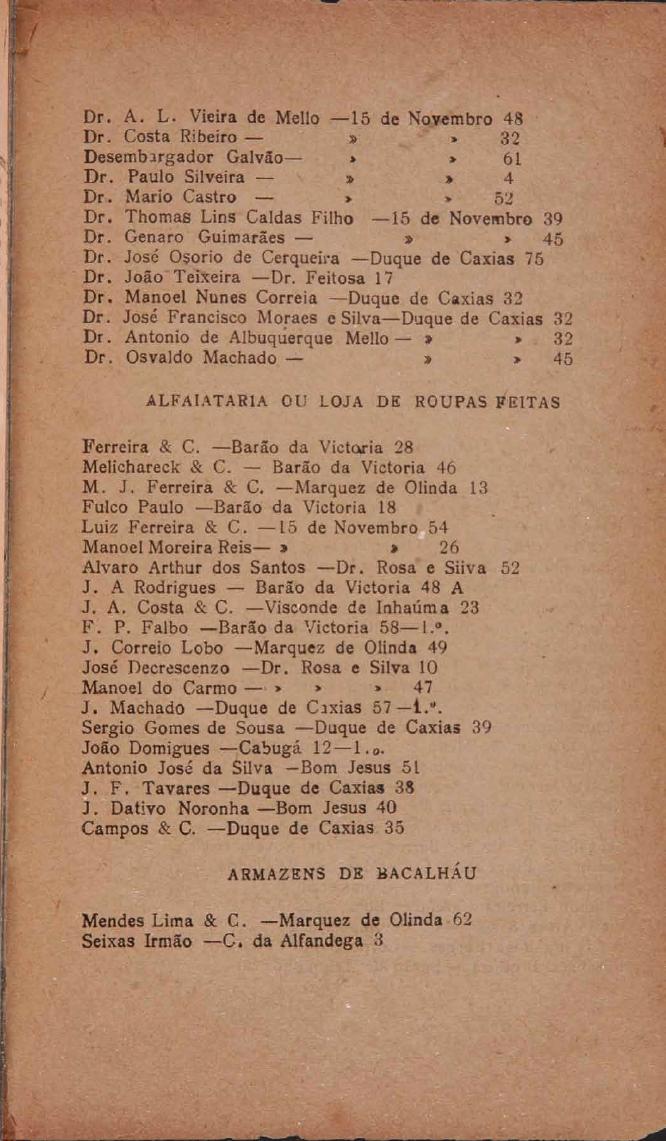 Dr. A. L. Vieira de Mello —15 de Novembro 48
Dr. Costa Ribeiro — » » 32
Desembargador Galvão— » » 61
Dr. Paulo Silveira — » » 4
Dr. Mario Castro — » » 52
Dr. Thomas Lins Caldas Filho —15 de Novembro 39
Dr. Genaro Guimarães — » » 45
Dr. José Osorio de Cerqueira —Duque de Caxias 75
Dr. João Teixeira —Dr. Feitosa 17
Dr. Manoel Nunes Correia —Duque de Caxias 32
Dr. José Francisco Moraes e Silva—Duque de Caxias 32
Dr. Antonio de Albuquerque Mello — » » 32
Dr. Osvaldo Machado — » » 45
ALFAIATARIA OU LOJA DE ROUPAS FEITAS
Ferreira & C. —Barão da Victoria 28
Melichareck & C. — Barão da Victoria 46
M. J. Ferreira & C. —Marquez de Olinda 13
Fulco Paulo —Barão da Victoria 18
Luiz Ferreira & C. —15 de Novembro 54
Manoel Moreira Reis— » » 26
Alvaro Arthur dos Santos —Dr. Rosa e Siiva 52
J. A Rodrigues — Barão da Victoria 48 A
J. A. Costa & C. —Visconde de Inhaúma 23
F. P. Falbo —Barão da Victoria 58—1.º.
J. Correio Lobo —Marquez de Olinda 49
José Decrescenzo —Dr. Rosa e Silva 10
Manoel do Carmo — » » » 47
J. Machado —Duque de Caxias 57—1.º.
Sergio Gomes de Sousa —Duque de Caxias 39
João Domigues —Cabugá 12—1.o.
Antonio José da Silva —Bom Jesus 51
J. F. Tavares —Duque de Caxias 38
J. Dativo Noronha —Bom Jesus 40
Campos & C. —Duque de Caxias 35
ARMAZENS DE BACALHÁU
Mendes Lima & C. —Marquez de Olinda 62
Seixas Irmão —C. da Alfandega 3